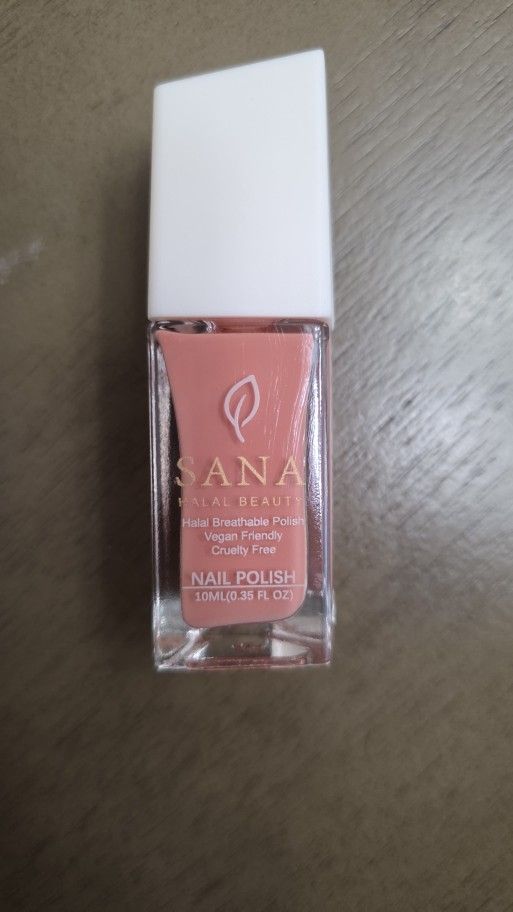 SANA
HALAL BEAUTY
Halal Breathable Polish
Vegan Friendly
Cruelty Free
NAIL POLISH
10ML(0.35 FL OZ)